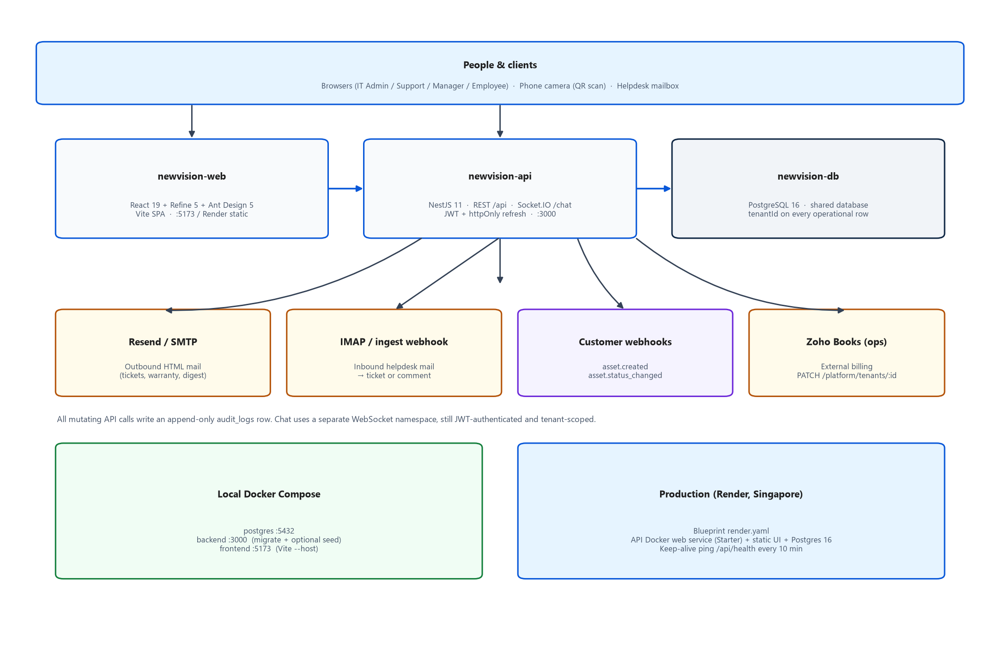 People & clients
Browsers (IT Admin / Support / Manager / Employee)  ·  Phone camera (QR scan)  ·  Helpdesk mailbox
newvision-web
React 19 + Refine 5 + Ant Design 5
Vite SPA  ·  :5173 / Render static
newvision-api
NestJS 11  ·  REST /api  ·  Socket.IO /chat
JWT + httpOnly refresh  ·  :3000
newvision-db
PostgreSQL 16  ·  shared database
tenantId on every operational row
Resend / SMTP
Outbound HTML mail
(tickets, warranty, digest)
IMAP / ingest webhook
Inbound helpdesk mail
→ ticket or comment
Customer webhooks
asset.created
asset.status_changed
Zoho Books (ops)
External billing
PATCH /platform/tenants/:id
All mutating API calls write an append-only audit_logs row. Chat uses a separate WebSocket namespace, still JWT-authenticated and tenant-scoped.
Local Docker Compose
postgres :5432
backend :3000  (migrate + optional seed)
frontend :5173  (Vite --host)
Production (Render, Singapore)
Blueprint render.yaml
API Docker web service (Starter) + static UI + Postgres 16
Keep-alive ping /api/health every 10 min